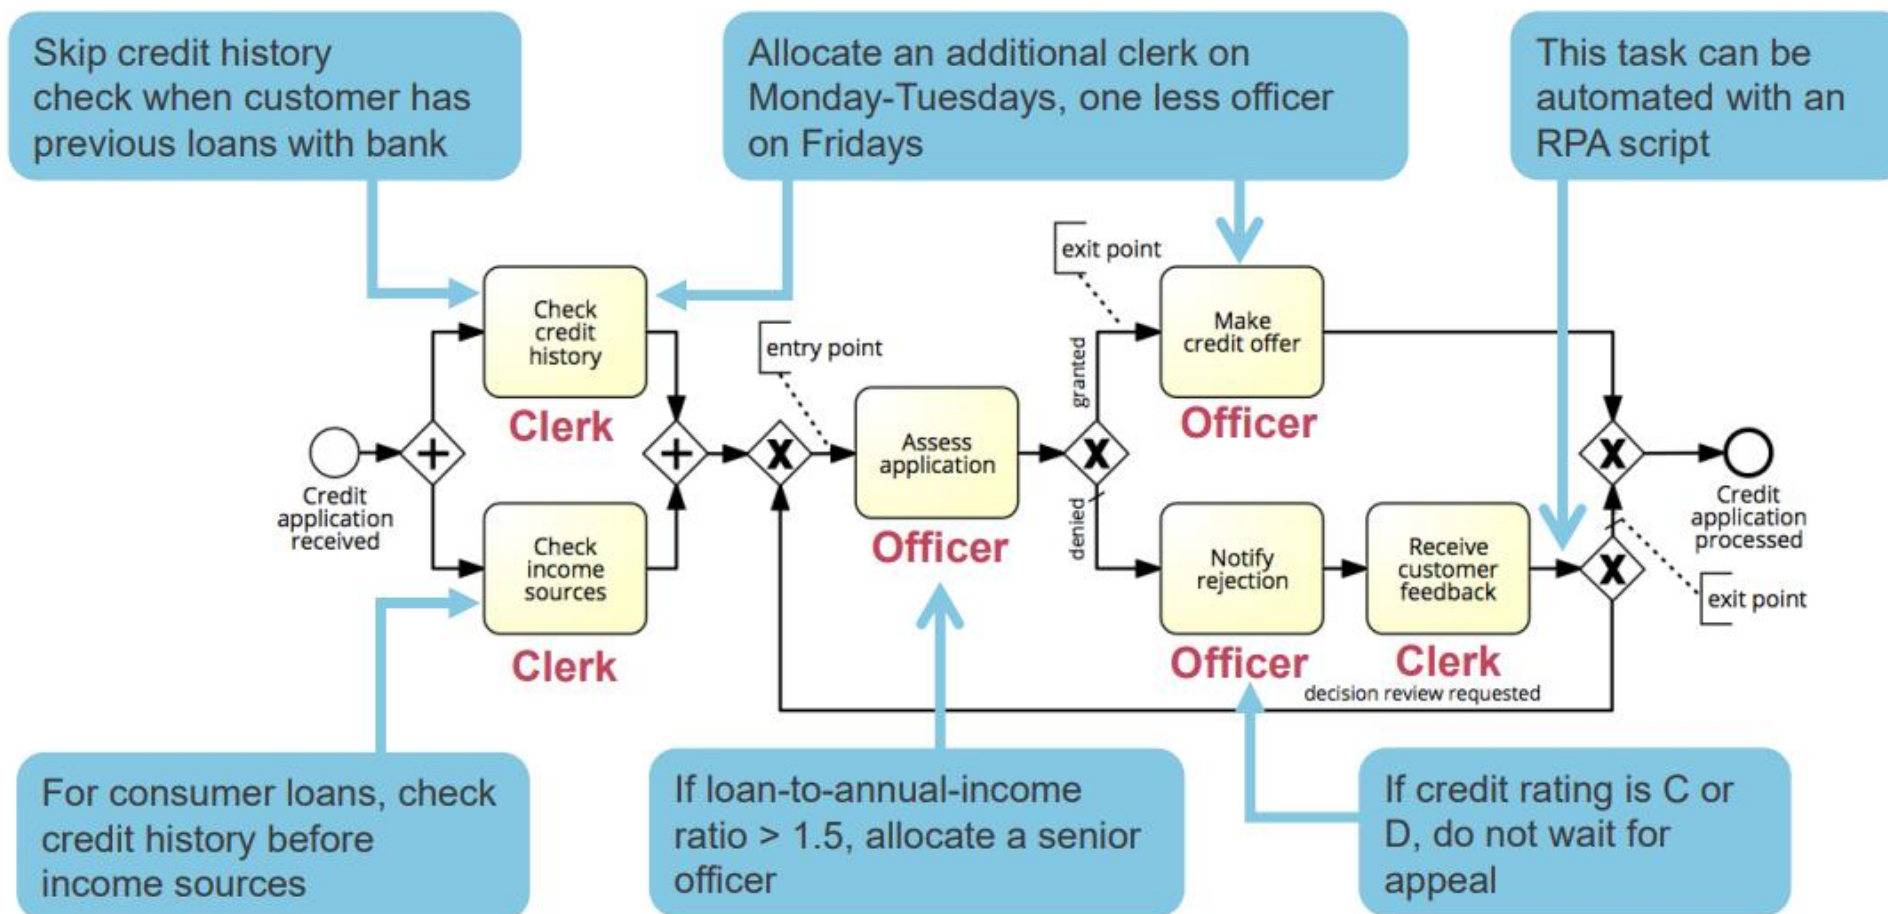 Skip credit history
check when customer has
previous loans with bank
Allocate an additional clerk on
Monday-Tuesdays, one less officer
on Fridays
This task can be
automated with an
RPA script
exit point
Check
credit
history
Clerk
entry point
Make
credit offer
Officer
granted
Assess
application
Officer
denied
Credit
application
received
Check
income
sources
Clerk
Notify
rejection
Officer
Receive
customer
feedback
Clerk
Credit
application
processed
exit point
decision review requested
For consumer loans, check
credit history before
income sources
If loan-to-annual-income
ratio > 1.5, allocate a senior
officer
If credit rating is C or
D, do not wait for
appeal